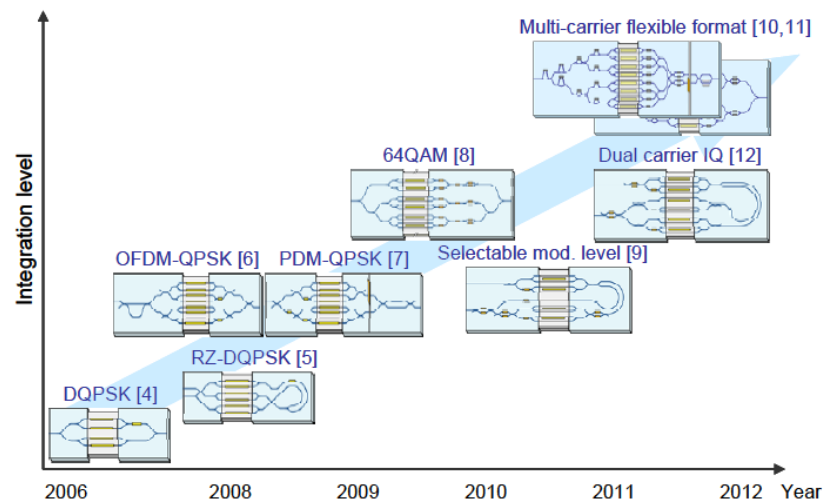 Multi-carrier flexible format [10,11]
64QAM [8]
Dual carrier IQ [12]
OFDM-QPSK [6]
PDM-QPSK [7]
Selectable mod. level [9]
RZ-DQPSK [5]
DQPSK [4]
Integration level
2006
2008
2009
2010
2011
2012
Year